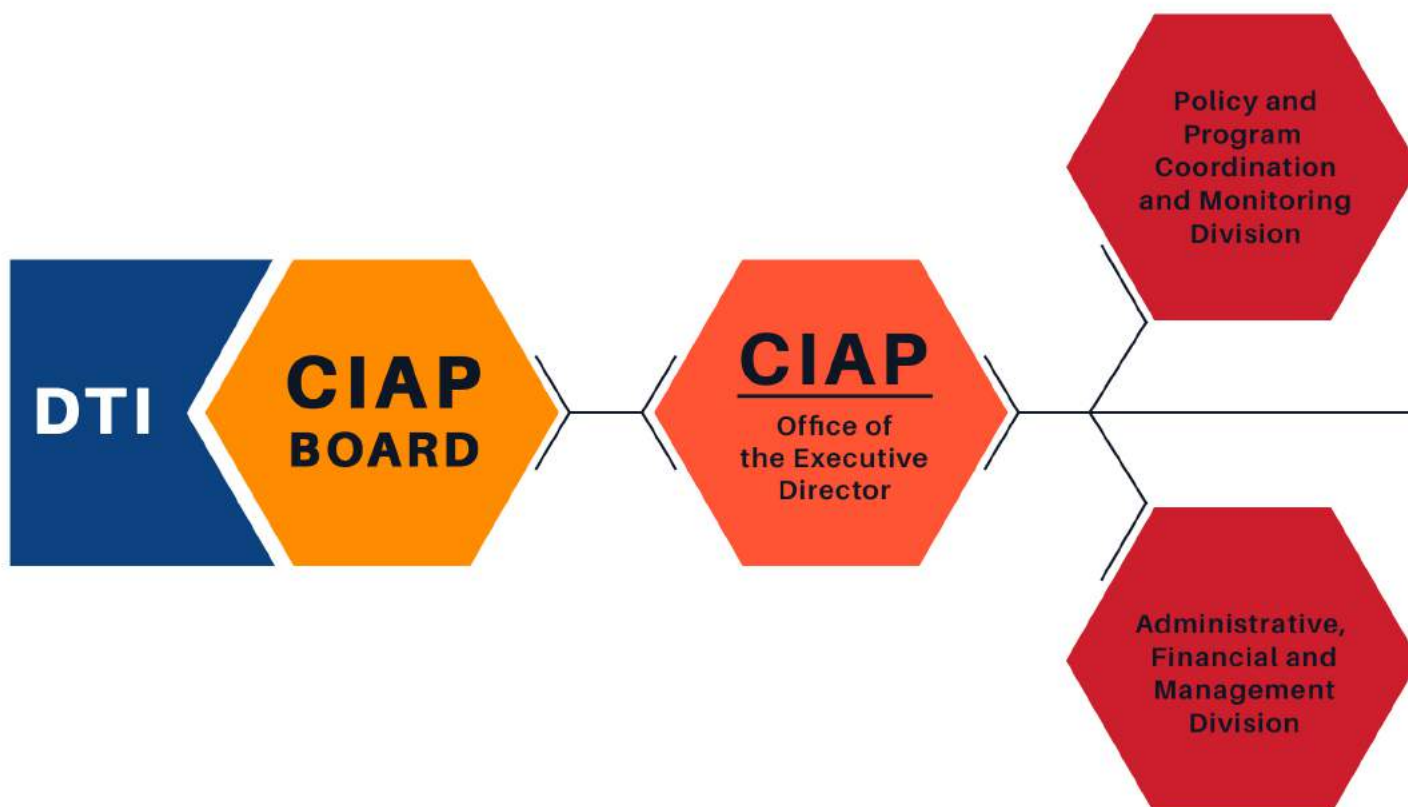 DTI
CIAP
BOARD
CIAP
Office of
the Executive
Director
Policy and
Program
Coordination
and Monitoring
Division
Administrative,
Financial and
Management
Division